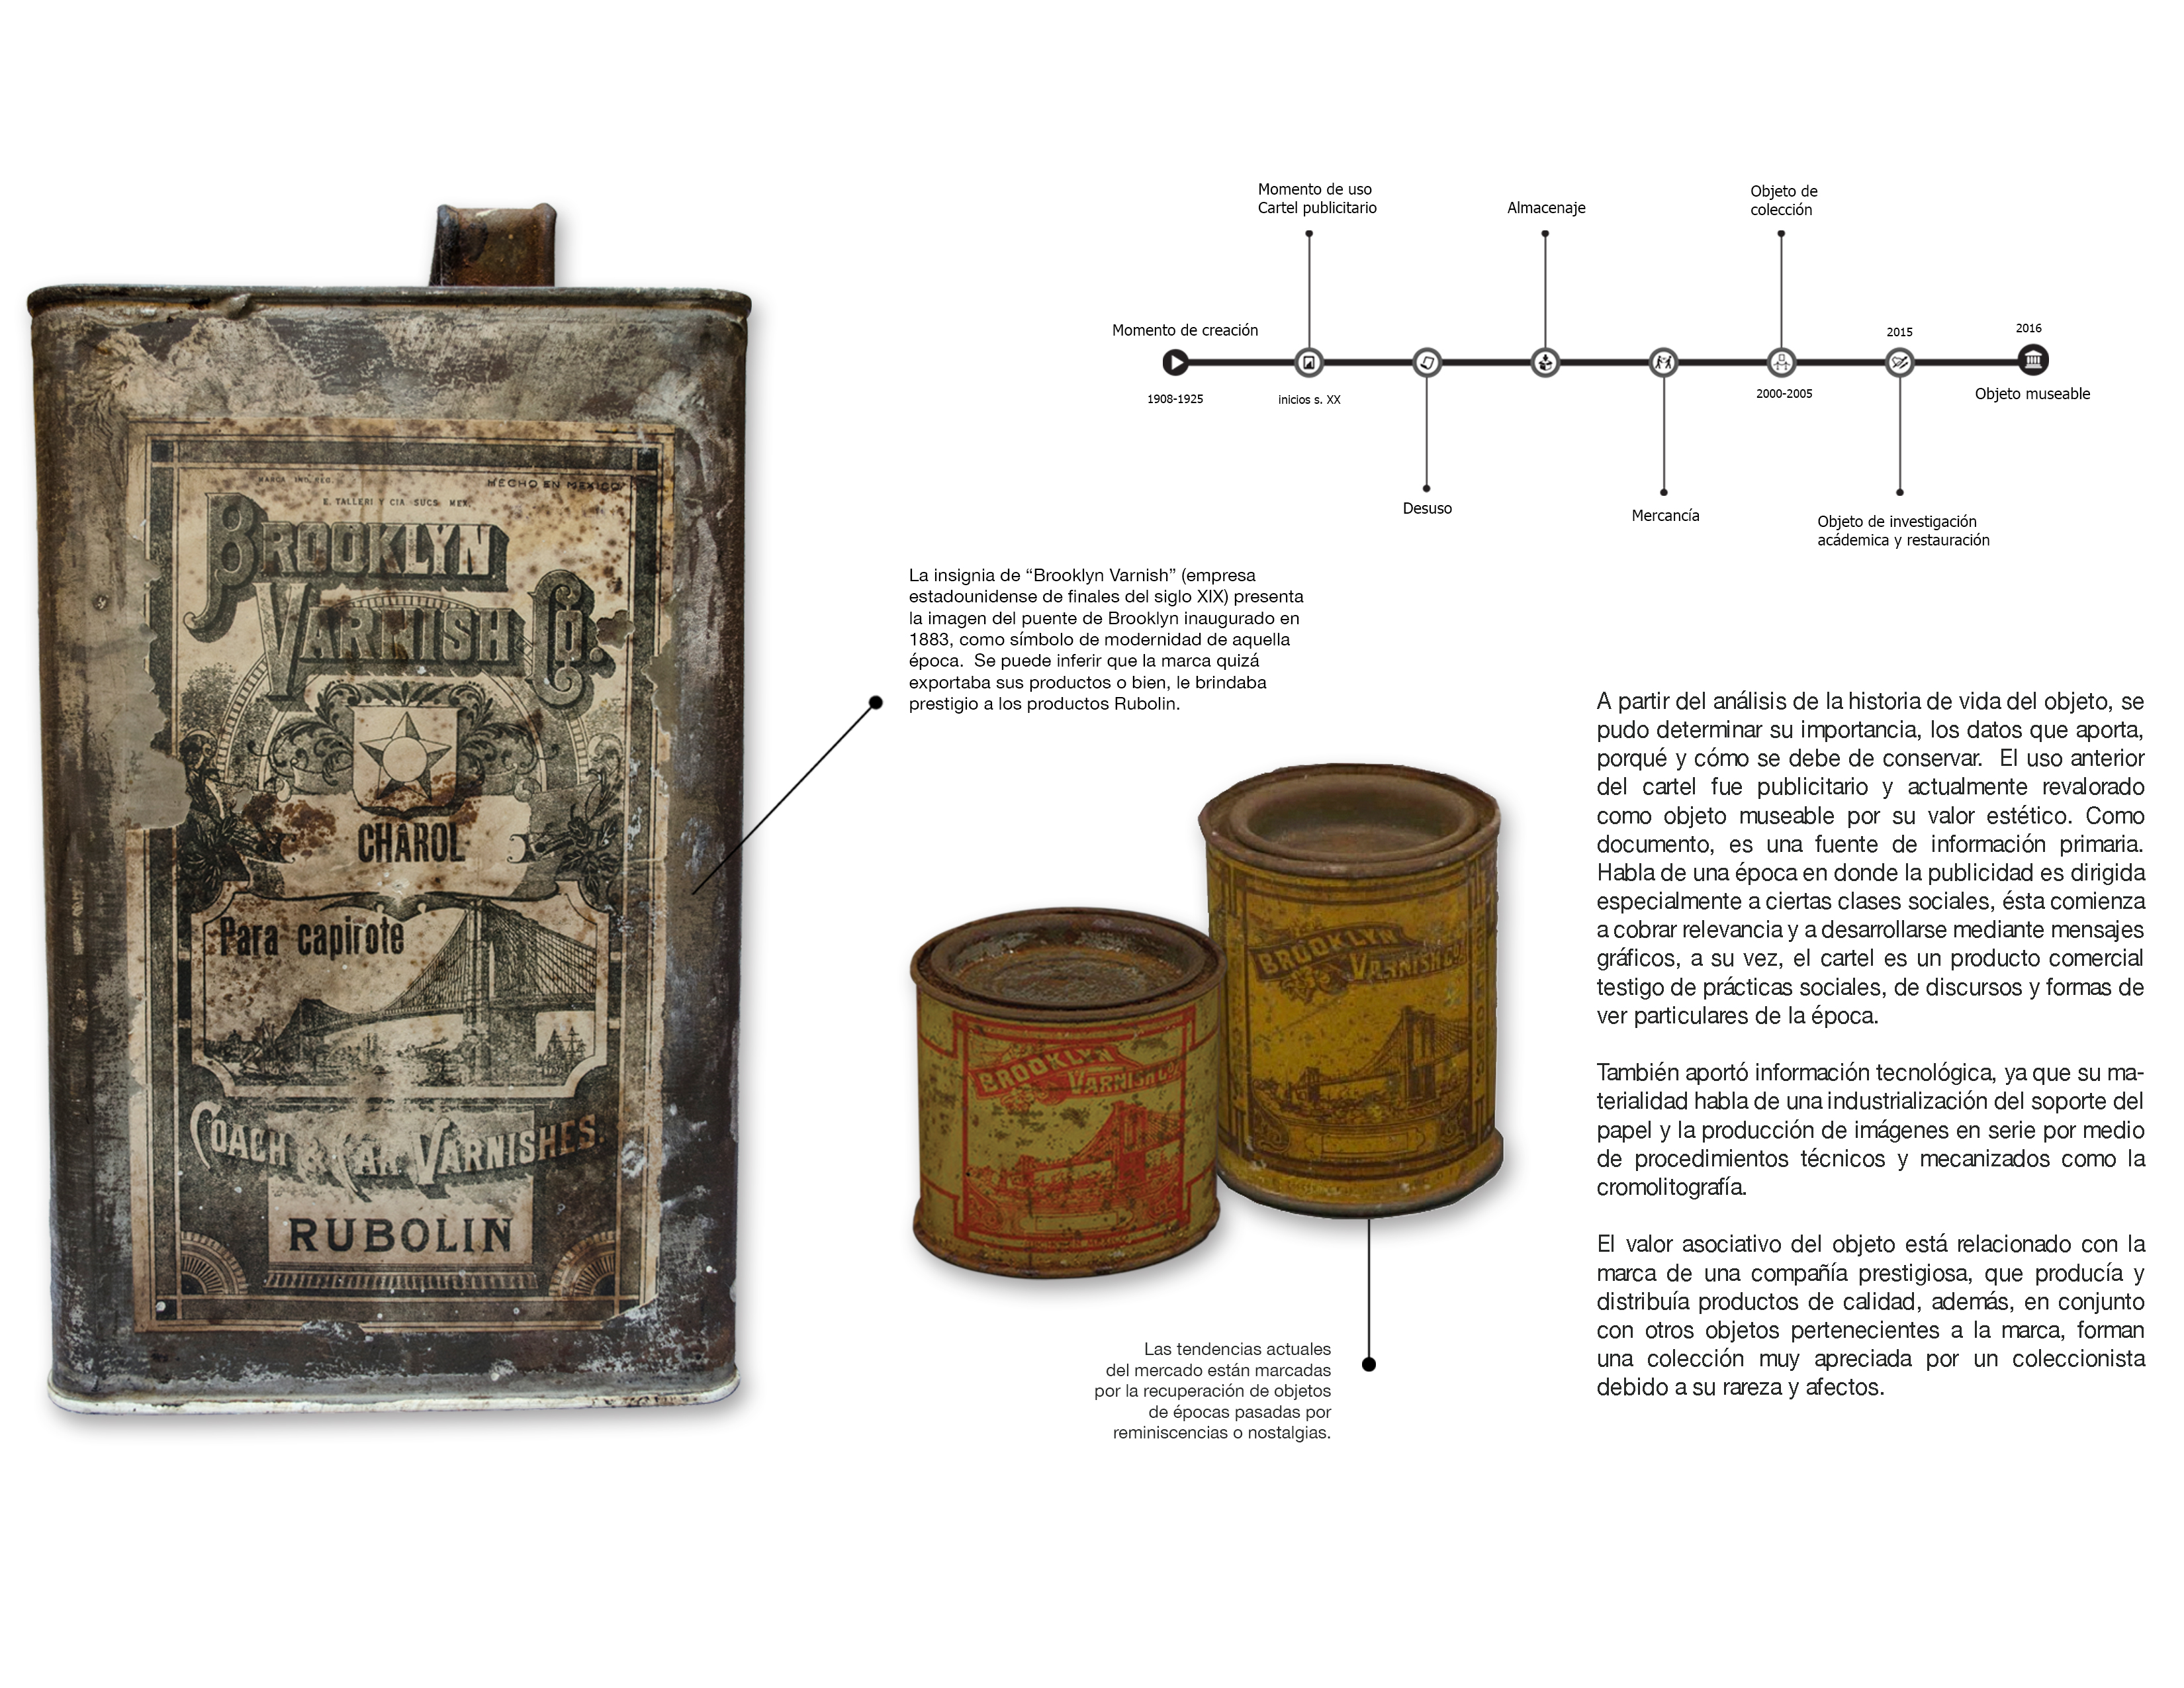 MARCA IND. REG.
HECHO EN MEXICO
E. TALLERI Y CIA SUCS MEX.
BROOKLYN
VARNISH CO.
CHAROL
Para capirote
COACH & CAR VARNISHES.
RUBOLIN
Momento de uso
Cartel publicitario
Almacenaje
Objeto de
colección
Momento de creación
2015
2016
1908-1925
inicios s. XX
2000-2005
Objeto museable
Desuso
Mercancía
Objeto de investigación
académica y restauración
La insignia de “Brooklyn Varnish” (empresa
estadounidense de finales del siglo XIX) presenta
la imagen del puente de Brooklyn inaugurado en
1883, como símbolo de modernidad de aquella
época.  Se puede inferir que la marca quizá
exportaba sus productos o bien, le brindaba
prestigio a los productos Rubolin.
BROOKLYN
VARNISH CO.
BROOKLYN
VARNISH CO.
Las tendencias actuales
del mercado están marcadas
por la recuperación de objetos
de épocas pasadas por
reminiscencias o nostalgias.
A partir del análisis de la historia de vida del objeto, se
pudo determinar su importancia, los datos que aporta,
porqué y cómo se debe de conservar.  El uso anterior
del cartel fue publicitario y actualmente revalorado
como objeto museable por su valor estético. Como
documento, es una fuente de información primaria.
Habla de una época en donde la publicidad es dirigida
especialmente a ciertas clases sociales, ésta comienza
a cobrar relevancia y a desarrollarse mediante mensajes
gráficos, a su vez, el cartel es un producto comercial
testigo de prácticas sociales, de discursos y formas de
ver particulares de la época.
También aportó información tecnológica, ya que su ma-
terialidad habla de una industrialización del soporte del
papel y la producción de imágenes en serie por medio
de procedimientos técnicos y mecanizados como la
cromolitografía.
El valor asociativo del objeto está relacionado con la
marca de una compañía prestigiosa, que producía y
distribuía productos de calidad, además, en conjunto
con otros objetos pertenecientes a la marca, forman
una colección muy apreciada por un coleccionista
debido a su rareza y afectos.